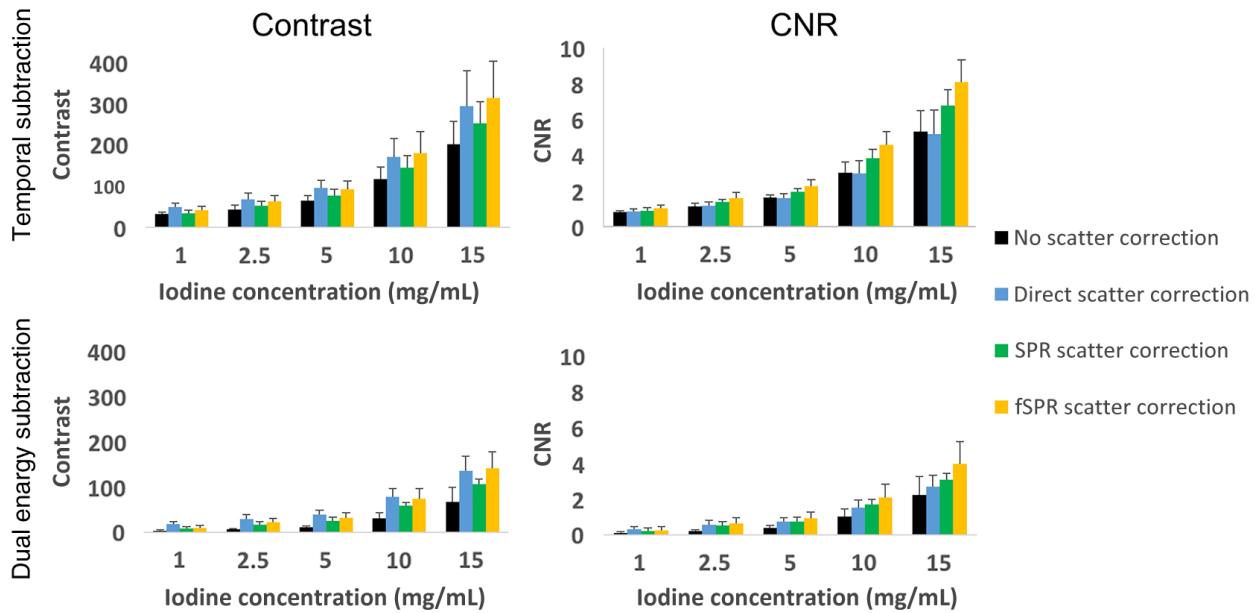 Contrast
CNR
Temporal subtraction
Contrast
400
300
200
100
0
1 2.5 5 10 15
Iodine concentration (mg/mL)
CNR
10
8
6
4
2
0
1 2.5 5 10 15
Iodine concentration (mg/mL)
No scatter correction
Direct scatter correction
SPR scatter correction
fSPR scatter correction
Dual enargy subtraction
Contrast
400
300
200
100
0
1 2.5 5 10 15
Iodine concentration (mg/mL)
CNR
10
8
6
4
2
0
1 2.5 5 10 15
Iodine concentration (mg/mL)